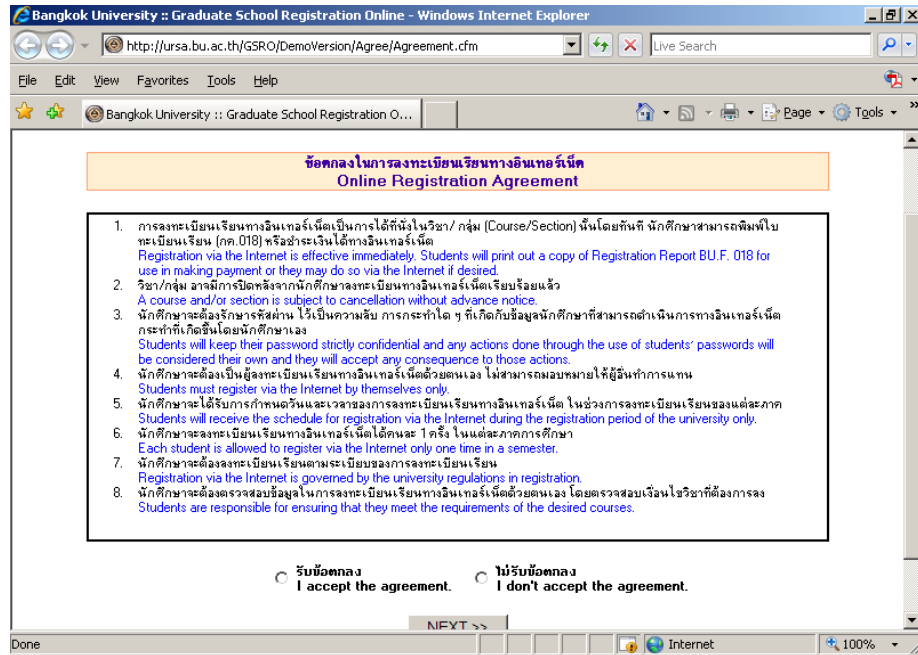 Bangkok University :: Graduate School Registration Online - Windows Internet Explorer
http://ursa.bu.ac.th/GSRO/DemoVersion/Agree/Agreement.cfm
Live Search
File Edit View Favorites Tools Help
Bangkok University :: Graduate School Registration O...
Page
Tools
ข้อตกลงในการลงทะเบียนเรียนทางอินเทอร์เน็ต
Online Registration Agreement
1. การลงทะเบียนเรียนทางอินเทอร์เน็ตเป็นการได้ที่นั่งในวิชา/ กลุ่ม (Course/Section) นั้นโดยทันที นักศึกษาสามารถพิมพ์ใบ
ทะเบียนเรียน (กค.018) หรือชำระเงินได้ทางอินเทอร์เน็ต
Registration via the Internet is effective immediately. Students will print out a copy of Registration Report BU.F. 018 for
use in making payment or they may do so via the Internet if desired.
2. วิชา/กลุ่ม อาจมีการปิดหลังจากนักศึกษาลงทะเบียนทางอินเทอร์เน็ตเรียบร้อยแล้ว
A course and/or section is subject to cancellation without advance notice.
3. นักศึกษาจะต้องรักษารหัสผ่าน ไว้เป็นความลับ การกระทำใด ๆ ที่เกิดกับข้อมูลนักศึกษาที่สามารถดำเนินการทางอินเทอร์เน็ต
กระทำที่เกิดขึ้นโดยนักศึกษาเอง
Students will keep their password strictly confidential and any actions done through the use of students' passwords will
be considered their own and they will accept any consequence to those actions.
4. นักศึกษาจะต้องเป็นผู้ลงทะเบียนเรียนทางอินเทอร์เน็ตด้วยตนเอง ไม่สามารถมอบหมายให้ผู้อื่นทำการแทน
Students must register via the Internet by themselves only.
5. นักศึกษาจะได้รับการกำหนดวันและเวลาของการลงทะเบียนเรียนทางอินเทอร์เน็ต ในช่วงการลงทะเบียนเรียนของแต่ละภาค
Students will receive the schedule for registration via the Internet during the registration period of the university only.
6. นักศึกษาจะลงทะเบียนเรียนทางอินเทอร์เน็ตได้คนละ 1 ครั้ง ในแต่ละภาคการศึกษา
Each student is allowed to register via the Internet only one time in a semester.
7. นักศึกษาจะต้องลงทะเบียนเรียนตามระเบียบของการลงทะเบียนเรียน
Registration via the Internet is governed by the university regulations in registration.
8. นักศึกษาจะต้องตรวจสอบข้อมูลในการลงทะเบียนเรียนทางอินเทอร์เน็ตด้วยตนเอง โดยตรวจสอบเงื่อนไขวิชาที่ต้องการลง
Students are responsible for ensuring that they meet the requirements of the desired courses.
รับข้อตกลง
I accept the agreement.
ไม่รับข้อตกลง
I don't accept the agreement.
NEXT >>
Done
Internet
100%